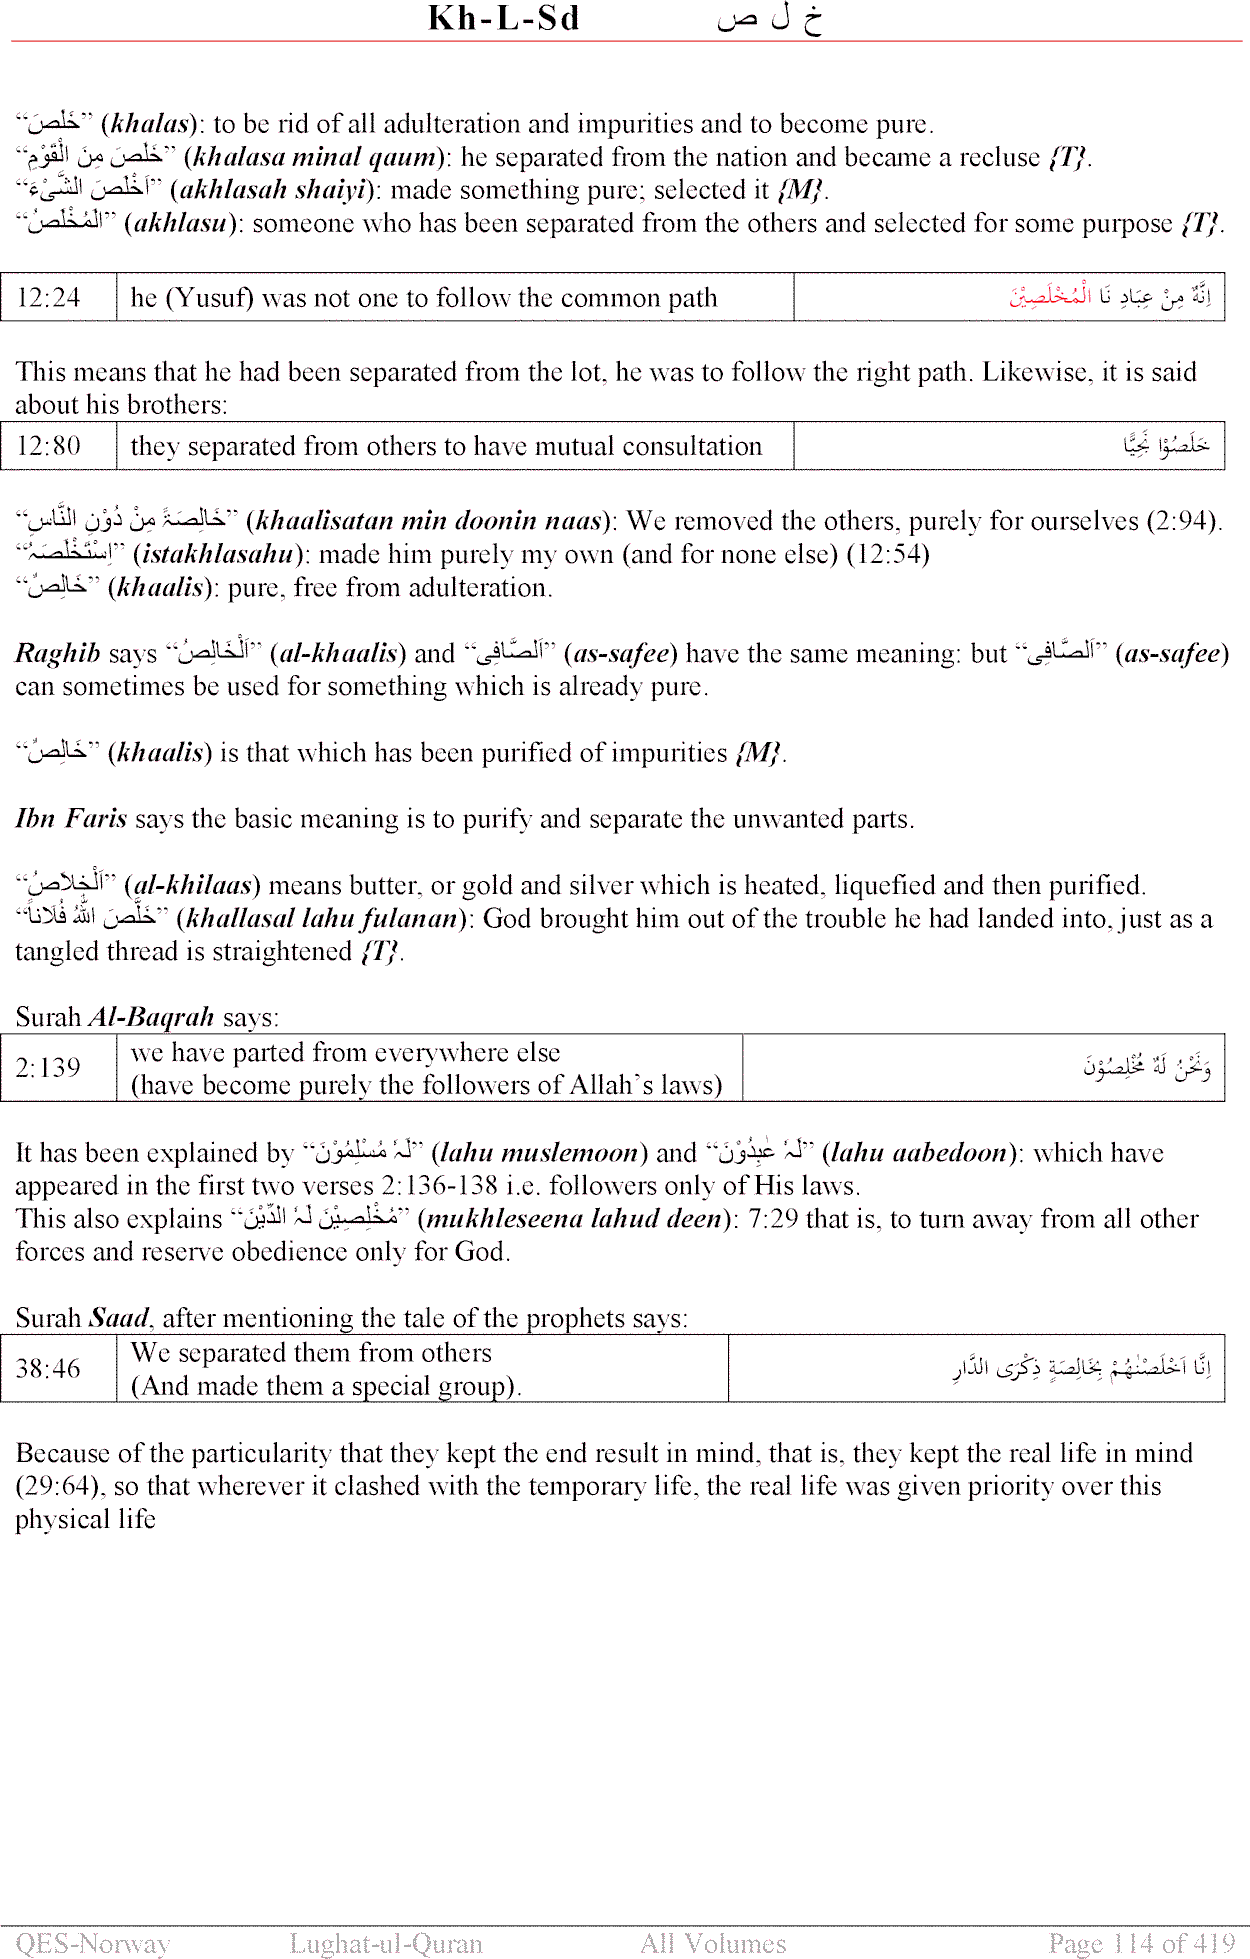 Kh-L-Sd خ ل ص
“خَلَصَ” (khalas): to be rid of all adulteration and impurities and to become pure.
“خَلَصَ مِنَ الْقَوْمِ” (khalasa minal qaum): he separated from the nation and became a recluse {T}.
“اَخْلَصَ الشَّیْءَ” (akhlasah shaiyi): made something pure; selected it {M}.
“اَلْمُخْلَصُ” (akhlasu): someone who has been separated from the others and selected for some purpose {T}.
12:24 he (Yusuf) was not one to follow the common path اِنَّهٗ مِنْ عِبَادِ نَا الْمُخْلَصِيْنَ
This means that he had been separated from the lot, he was to follow the right path. Likewise, it is said
about his brothers:
12:80 they separated from others to have mutual consultation خَلَصُوْا نَجِيًّا
“خَالِصَۃً مِنْ دُوْنِ النَّاسِ” (khaalisatan min doonin naas): We removed the others, purely for ourselves (2:94).
“اِسْتَخْلَصَہُ” (istakhlasahu): made him purely my own (and for none else) (12:54)
“خَالِصٌ” (khaalis): pure, free from adulteration.
Raghib says “اَلْخَالِصُ” (al-khaalis) and “اَلصَّافِی” (as-safee) have the same meaning: but “اَلصَّافِی” (as-safee)
can sometimes be used for something which is already pure.
“خَالِصٌ” (khaalis) is that which has been purified of impurities {M}.
Ibn Faris says the basic meaning is to purify and separate the unwanted parts.
“اَلْخِلَاصُ” (al-khilaas) means butter, or gold and silver which is heated, liquefied and then purified.
“خَلَّصَ اللّٰہُ فُلَاناً” (khallasal lahu fulanan): God brought him out of the trouble he had landed into, just as a
tangled thread is straightened {T}.
Surah Al-Baqrah says:
2:139 we have parted from everywhere else وَنَحْنُ لَهٗ مُخْلِصُوْنَ
(have become purely the followers of Allah’s laws)
It has been explained by “لَہٗ مُسْلِمُوْنَ” (lahu muslemoon) and “لَہٗ عٰبِدُوْنَ” (lahu aabedoon): which have
appeared in the first two verses 2:136-138 i.e. followers only of His laws.
This also explains “مُخْلِصِيْنَ لَہُ الدِّيْنَ” (mukhleseena lahud deen): 7:29 that is, to turn away from all other
forces and reserve obedience only for God.
Surah Saad, after mentioning the tale of the prophets says:
38:46 We separated them from others اِنَّا اَخْلَصْنٰهُمْ بِخَالِصَةٍ ذِكْرَى الدَّارِ
(And made them a special group).
Because of the particularity that they kept the end result in mind, that is, they kept the real life in mind
(29:64), so that wherever it clashed with the temporary life, the real life was given priority over this
physical life
QES-Norway Lughat-ul-Quran All Volumes Page 114 of 419